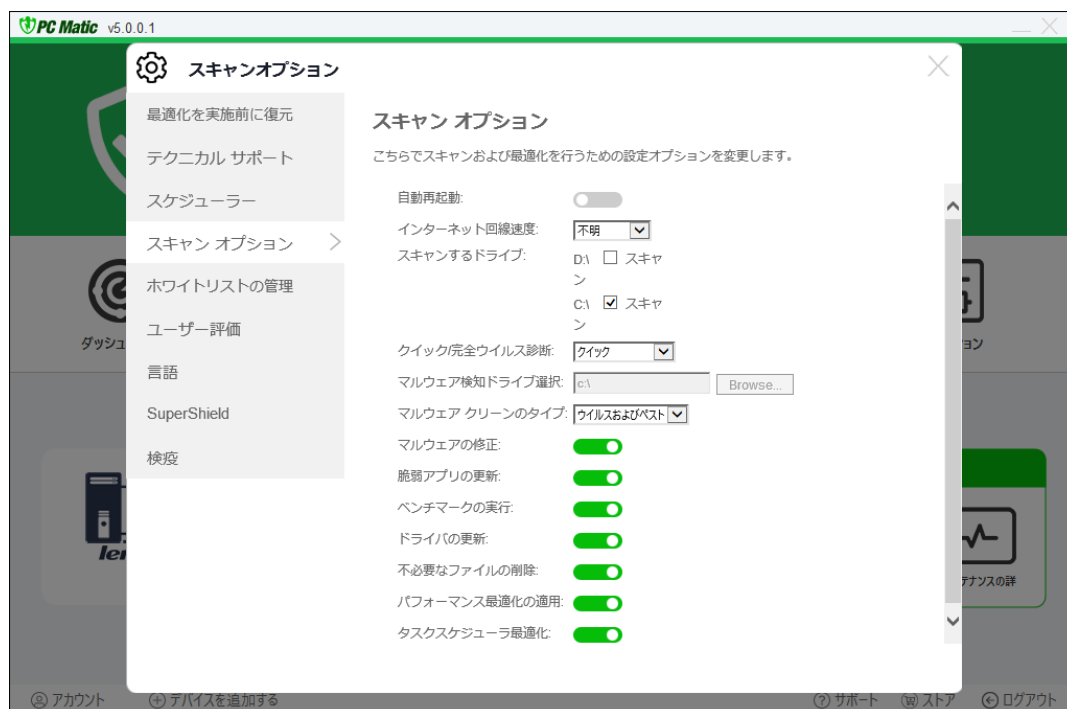 PC Matic v5.0.0.1
スキャンオプション
最適化を実施前に復元
テクニカル サポート
スケジューラー
スキャン オプション
ホワイトリストの管理
ユーザー評価
言語
SuperShield
検疫
スキャン オプション
こちらでスキャンおよび最適化を行うための設定オプションを変更します。
自動再起動:
インターネット回線速度: 不明
スキャンするドライブ: D:\ スキャ
ン
C:\ スキャ
ン
クイック/完全ウイルス診断: クイック
マルウェア検知ドライブ選択: c:\ Browse...
マルウェア クリーンのタイプ: ウイルスおよびペスト
マルウェアの修正:
脆弱アプリの更新:
ベンチマークの実行:
ドライバの更新:
不必要なファイルの削除:
パフォーマンス最適化の適用:
タスクスケジューラ最適化:
ダッシュ
ョン
len
テナンスの詳
アカウント
デバイスを追加する
サポート
ストア
ログアウト